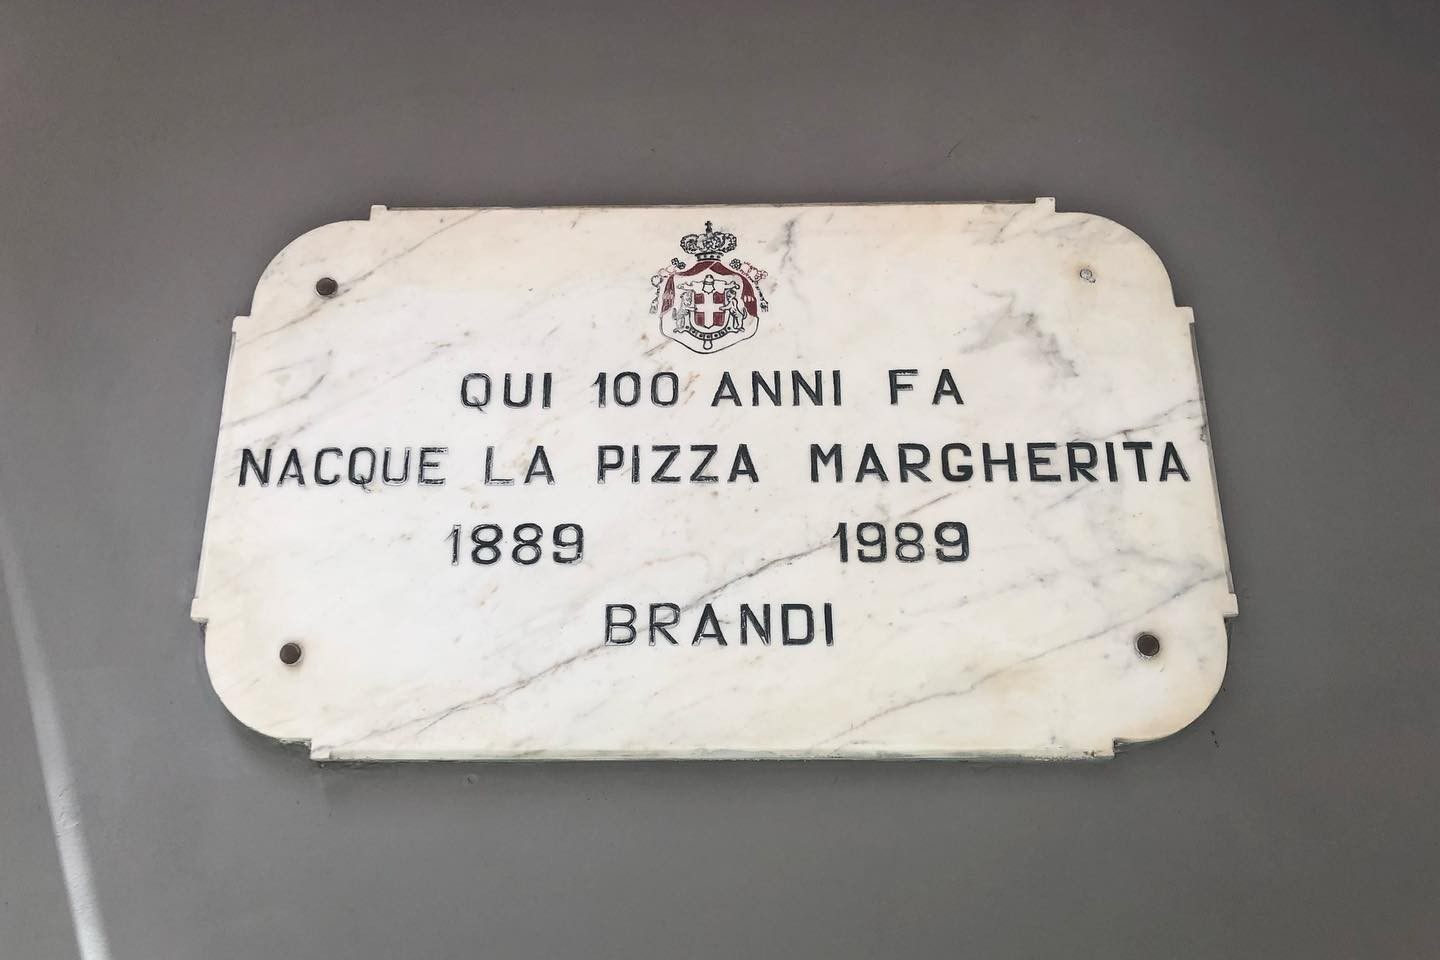 QUI 100 ANNI FA
NACQUE LA PIZZA MARGHERITA
1889 1989
BRANDI